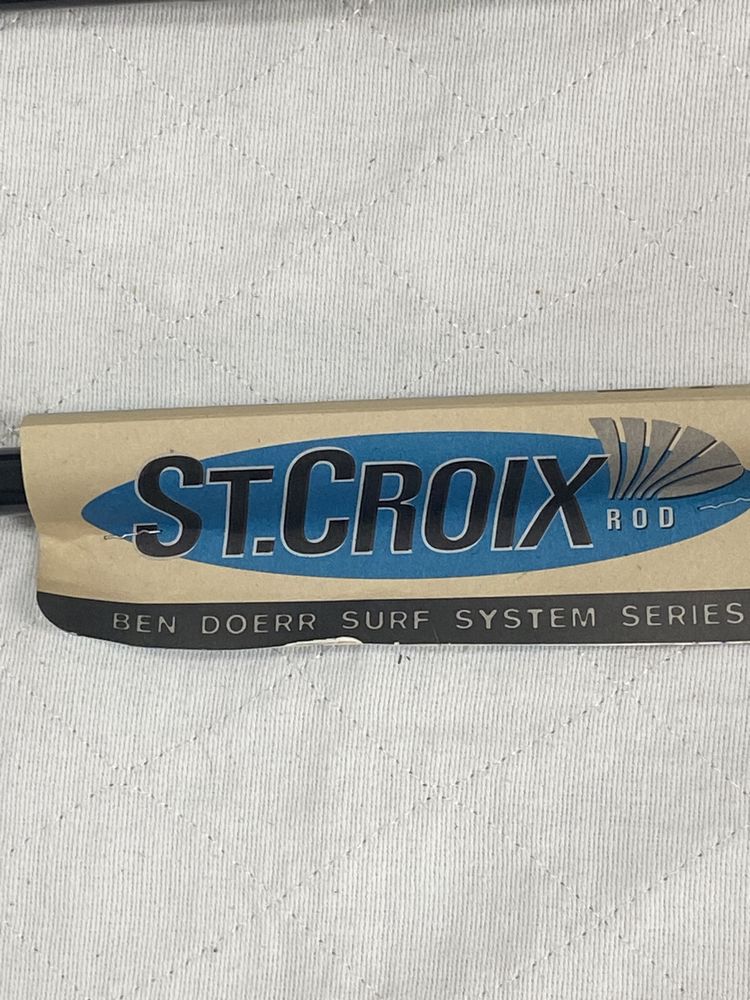 ST.CROIX
ROD
BEN DOERR SURF SYSTEM SERIES